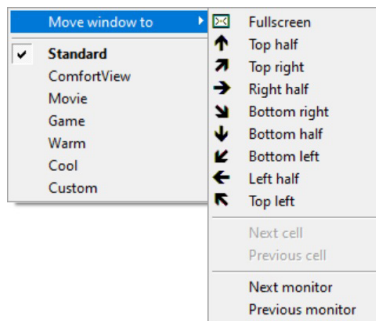 Move window to
Standard
ComfortView
Movie
Game
Warm
Cool
Custom
Fullscreen
Top half
Top right
Right half
Bottom right
Bottom half
Bottom left
Left half
Top left
Next cell
Previous cell
Next monitor
Previous monitor